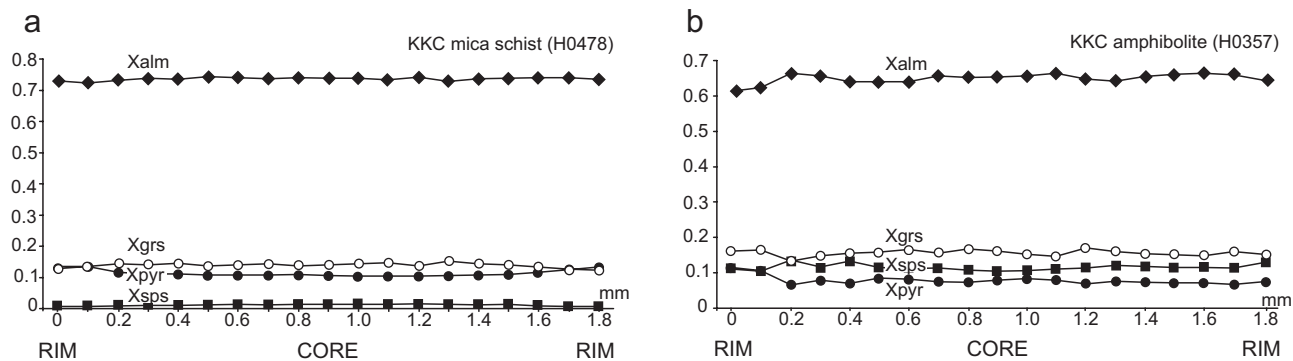 a
KKC mica schist (H0478)
0.8
0.7
0.6
0.5
0.4
0.3
0.2
0.1
0
Xalm
Xgrs
Xpyr
Xsps
mm
0 0.2 0.4 0.6 0.8 1.0 1.2 1.4 1.6 1.8
RIM CORE RIM
b
KKC amphibolite (H0357)
0.7
0.6
0.5
0.4
0.3
0.2
0.1
0
Xalm
Xgrs
Xsps
Xpyr
mm
0 0.2 0.4 0.6 0.8 1.0 1.2 1.4 1.6 1.8
RIM CORE RIM